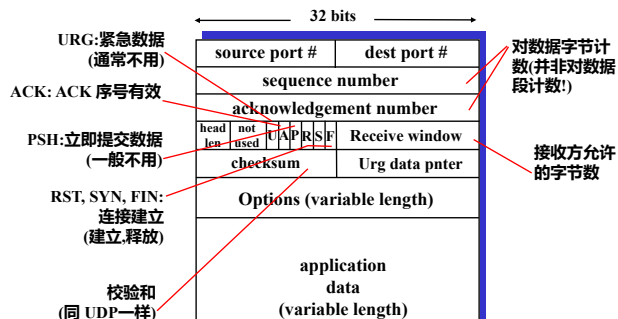 32 bits
URG:紧急数据
(通常不用)
source port #
dest port #
对数据字节计
数(并非对数据
段计数!)
sequence number
ACK: ACK 序号有效
acknowledgement number
head
len
not
used
U
A
P
R
S
F
Receive window
PSH:立即提交数据
(一般不用)
checksum
Urg data pnter
接收方允许
的字节数
RST, SYN, FIN:
连接建立
(建立,释放)
Options (variable length)
application
data
(variable length)
校验和
(同 UDP一样)